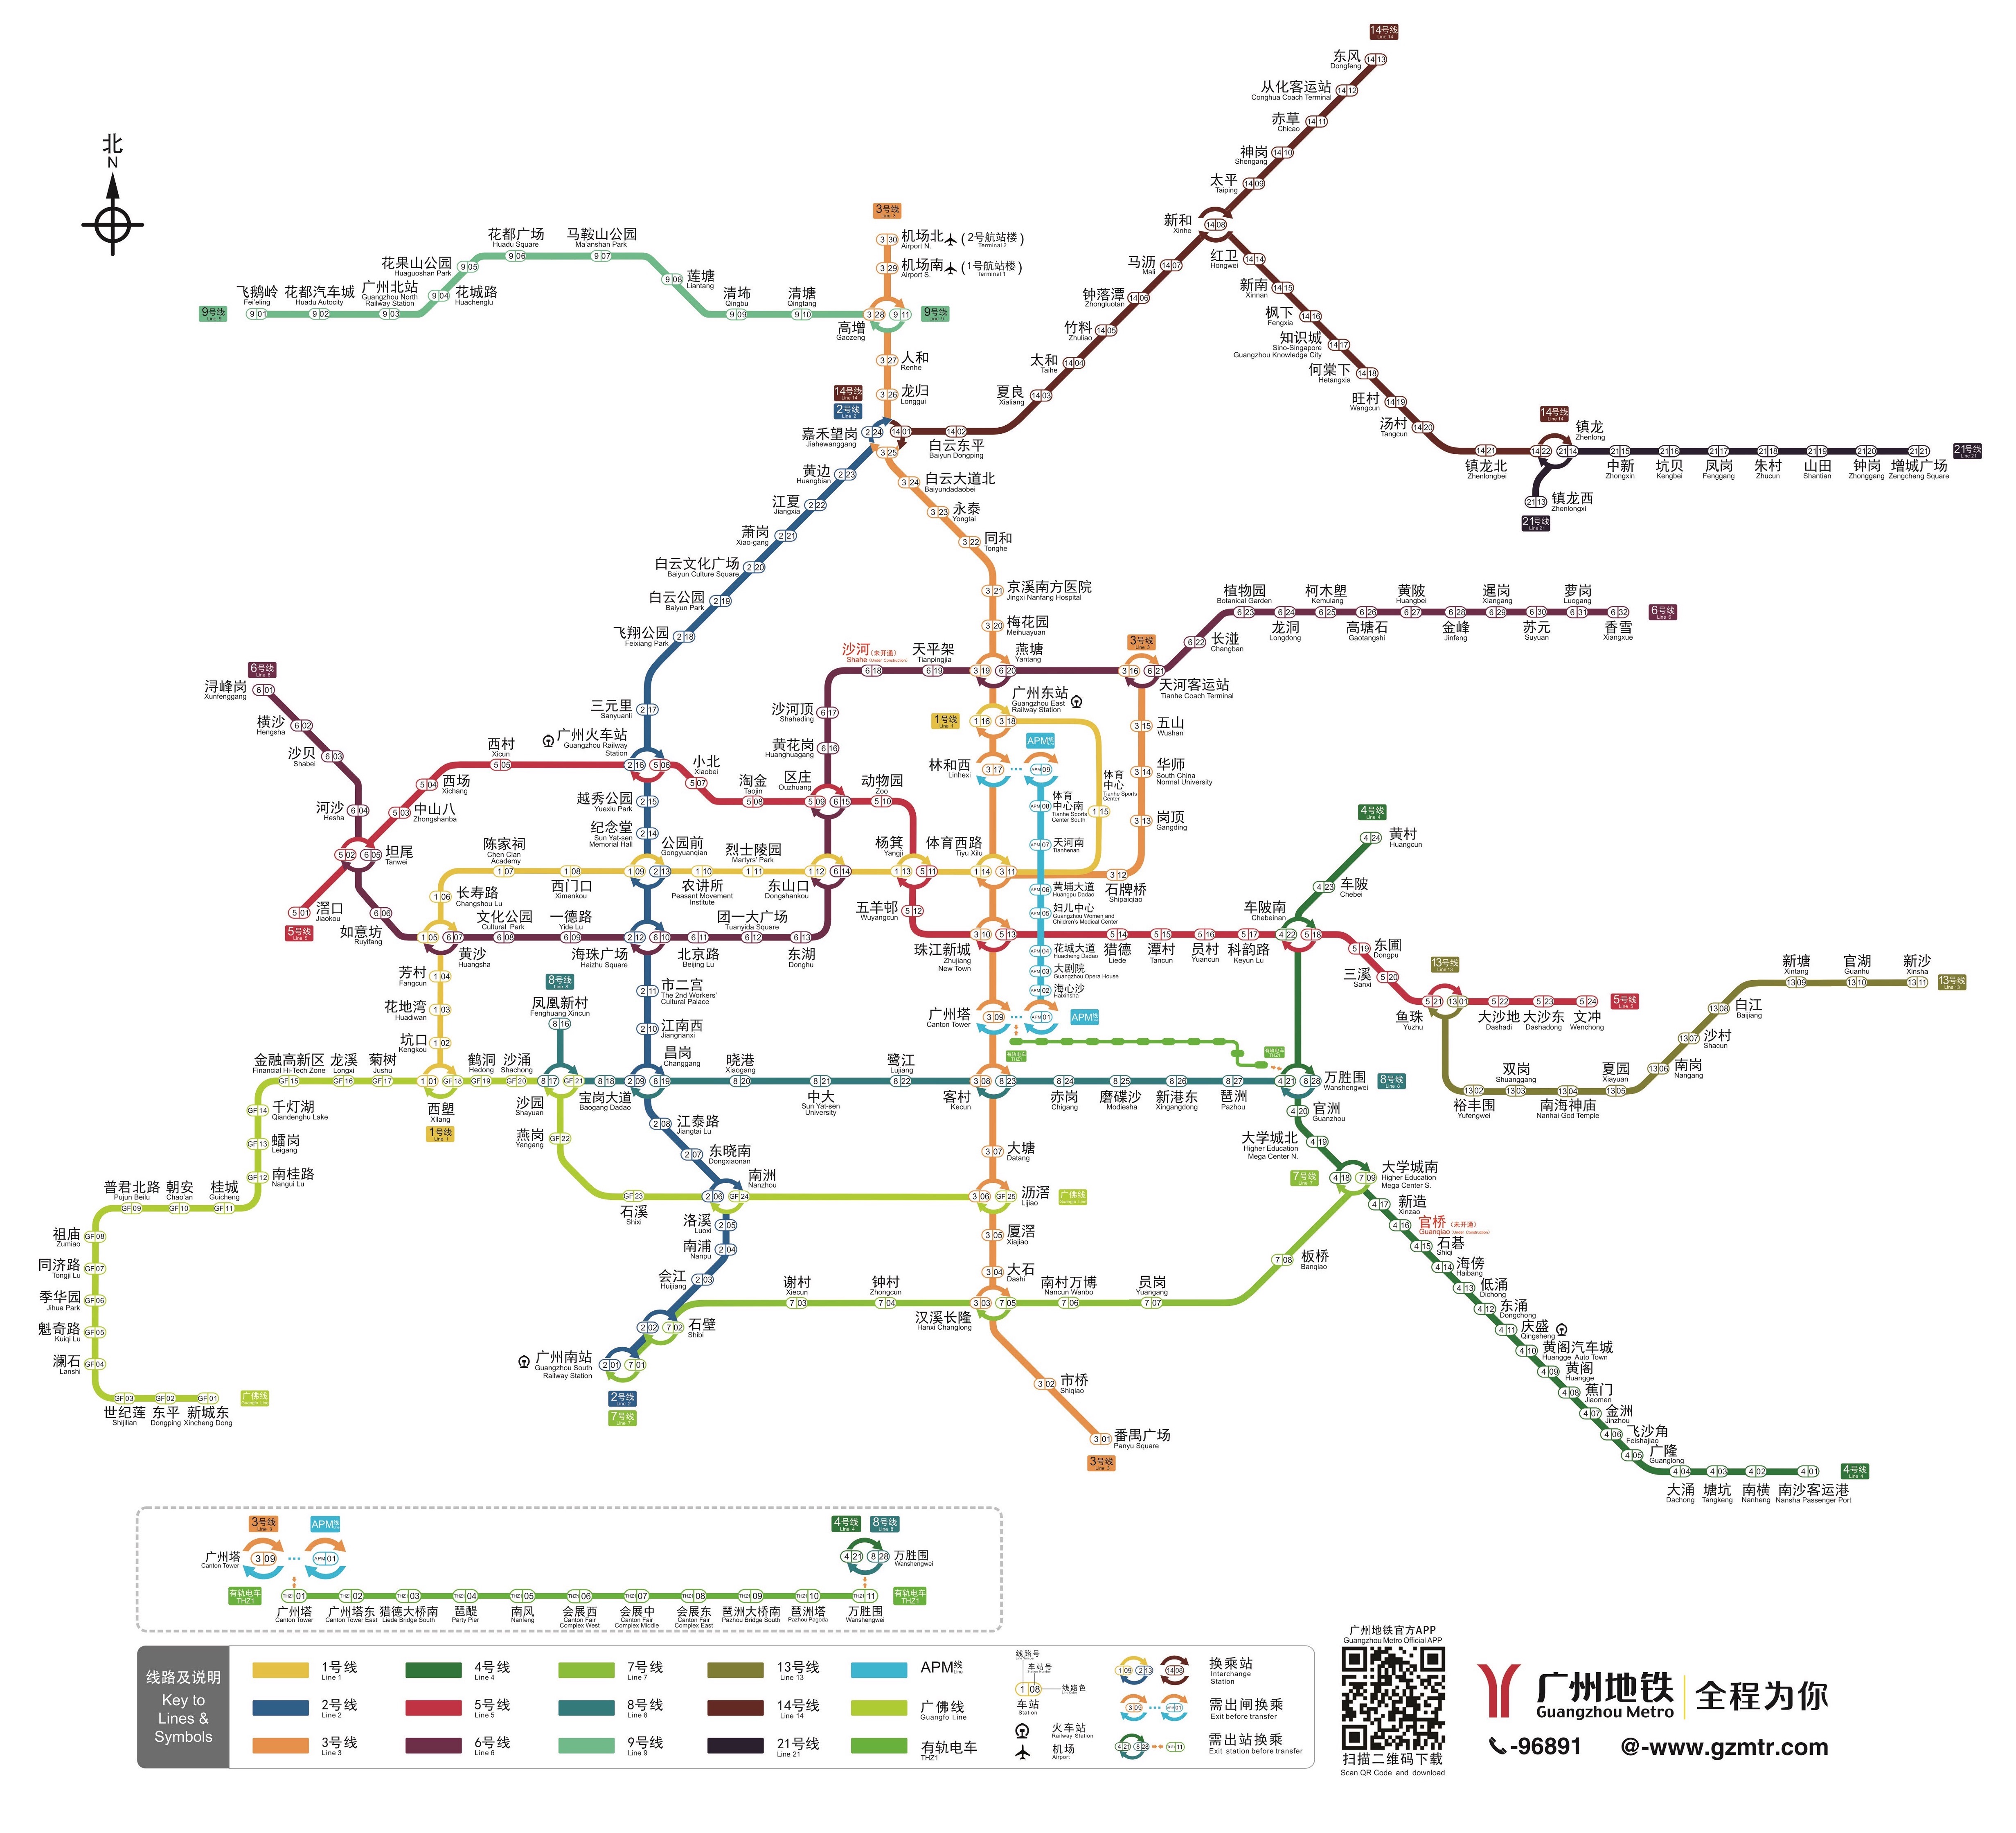 北
N
14号线
Line 14
东风
Dongfeng
14 13
从化客运站
Conghua Coach Terminal
14 12
赤草
Chicao
14 11
神岗
Shengang
14 10
太平
Taiping
14 09
新和
Xinhe
14 08
马沥
Mali
14 07
钟落潭
Zhongluotan
14 06
竹料
Zhuliao
14 05
太和
Taihe
14 04
夏良
Xialiang
14 03
白云东平
Baiyun Dongping
14 02
14 01
红卫
Hongwei
14 14
新南
Xinnan
14 15
枫下
Fengxia
14 16
知识城
Sino-Singapore
Guangzhou Knowledge City
14 17
何棠下
Hetangxia
14 18
旺村
Wangcun
14 19
汤村
Tangcun
14 20
镇龙北
Zhenlongbei
14 21
14号线
Line 14
镇龙
Zhenlong
14 22
21 14
镇龙西
Zhenlongxi
21 13
21号线
Line 21
中新
Zhongxin
21 15
坑贝
Kengbei
21 16
凤岗
Fenggang
21 17
朱村
Zhucun
21 18
山田
Shantian
21 19
钟岗
Zhonggang
21 20
增城广场
Zengcheng Square
21 21
21号线
Line 21
9号线
Line 9
飞鹅岭
Fei'eling
9 01
花都汽车城
Huadu Autocity
9 02
广州北站
Guangzhou North
Railway Station
9 03
花城路
Huachenglu
9 04
花果山公园
Huaguoshan Park
9 05
花都广场
Huadu Square
9 06
马鞍山公园
Ma'anshan Park
9 07
莲塘
Liantang
9 08
清㘵
Qingbu
9 09
清塘
Qingtang
9 10
高增
Gaozeng
3 28
9 11
9号线
Line 9
3号线
Line 3
机场北 (2号航站楼)
Airport N. Terminal 2
3 30
机场南 (1号航站楼)
Airport S. Terminal 1
3 29
人和
Renhe
3 27
龙归
Longgui
3 26
14号线
Line 14
2号线
Line 2
嘉禾望岗
Jiahewanggang
2 24
3 25
白云大道北
Baiyundadaobei
3 24
永泰
Yongtai
3 23
同和
Tonghe
3 22
京溪南方医院
Jingxi Nanfang Hospital
3 21
梅花园
Meihuayuan
3 20
燕塘
Yantang
3 19
6 20
广州东站
Guangzhou East
Railway Station
1号线
Line 1
1 16
3 18
林和西
Linhexi
3 17
APM线
APM 09
黄边
Huangbian
2 23
江夏
Jiangxia
2 22
萧岗
Xiao-gang
2 21
白云文化广场
Baiyun Culture Square
2 20
白云公园
Baiyun Park
2 19
飞翔公园
Feixiang Park
2 18
三元里
Sanyuanli
2 17
广州火车站
Guangzhou Railway
Station
2 16
5 06
越秀公园
Yuexiu Park
2 15
纪念堂
Sun Yat-sen
Memorial Hall
2 14
公园前
Gongyuanqian
1 09
2 13
海珠广场
Haizhu Square
2 12
6 10
市二宫
The 2nd Workers'
Cultural Palace
2 11
江南西
Jiangnanxi
2 10
昌岗
Changgang
2 09
8 19
江泰路
Jiangtai Lu
2 08
东晓南
Dongxiaonan
2 07
南洲
Nanzhou
2 06
GF 24
洛溪
Luoxi
2 05
南浦
Nanpu
2 04
会江
Huijiang
2 03
石壁
Shibi
2 02
7 02
广州南站
Guangzhou South
Railway Station
2 01
7 01
2号线
Line 2
7号线
Line 7
6号线
Line 6
浔峰岗
Xunfenggang
6 01
横沙
Hengsha
6 02
沙贝
Shabei
6 03
河沙
Hesha
6 04
坦尾
Tanwei
5 02
6 05
如意坊
Ruyifang
6 06
黄沙
Huangsha
1 05
6 07
文化公园
Cultural Park
6 08
一德路
Yide Lu
6 09
北京路
Beijing Lu
6 11
团一大广场
Tuanyida Square
6 12
东湖
Donghu
6 13
东山口
Dongshankou
1 12
6 14
区庄
Ouzhuang
5 09
6 15
黄花岗
Huanghuagang
6 16
沙河顶
Shaheding
6 17
沙河(未开通)
Shahe (Under Construction)
6 18
天平架
Tianpingjia
6 19
3号线
Line 3
天河客运站
Tianhe Coach Terminal
3 16
6 21
长湴
Changban
6 22
植物园
Botanical Garden
6 23
龙洞
Longdong
6 24
柯木塱
Kemulang
6 25
高塘石
Gaotangshi
6 26
黄陂
Huangbei
6 27
金峰
Jinfeng
6 28
暹岗
Xiangang
6 29
苏元
Suyuan
6 30
萝岗
Luogang
6 31
香雪
Xiangxue
6 32
6号线
Line 6
5号线
Line 5
滘口
Jiaokou
5 01
中山八
Zhongshanba
5 03
西场
Xichang
5 04
西村
Xicun
5 05
小北
Xiaobei
5 07
淘金
Taojin
5 08
动物园
Zoo
5 10
杨箕
Yangji
1 13
5 11
五羊邨
Wuyangcun
5 12
珠江新城
Zhujiang
New Town
3 10
5 13
猎德
Liede
5 14
潭村
Tancun
5 15
员村
Yuancun
5 16
科韵路
Keyun Lu
5 17
车陂南
Chebeinan
4 22
5 18
东圃
Dongpu
5 19
三溪
Sanxi
5 20
鱼珠
Yuzhu
5 21
13 01
大沙地
Dashadi
5 22
大沙东
Dashadong
5 23
文冲
Wenchong
5 24
5号线
Line 5
13号线
Line 13
裕丰围
Yufengwei
13 02
双岗
Shuanggang
13 03
南海神庙
Nanhai God Temple
13 04
夏园
Xiayuan
13 05
南岗
Nangang
13 06
沙村
Shacun
13 07
白江
Baijiang
13 08
新塘
Xintang
13 09
官湖
Guanhu
13 10
新沙
Xinsha
13 11
13号线
Line 13
陈家祠
Chen Clan
Academy
1 07
西门口
Ximenkou
1 08
农讲所
Peasant Movement
Institute
1 10
烈士陵园
Martyrs' Park
1 11
体育西路
Tiyu Xilu
1 14
3 11
体育
中心
Tianhe Sports
Center
1 15
长寿路
Changshou Lu
1 06
芳村
Fangcun
1 04
花地湾
Huadiwan
1 03
坑口
Kengkou
1 02
西塱
Xilang
1 01
GF 18
1号线
Line 1
五山
Wushan
3 15
华师
South China
Normal University
3 14
岗顶
Gangding
3 13
石牌桥
Shipaiqiao
3 12
体育
中心南
Tianhe Sports
Center South
APM 08
天河南
Tianhenan
APM 07
黄埔大道
Huangpu Dadao
APM 06
妇儿中心
Guangzhou Women and
Children's Medical Center
APM 05
花城大道
Huacheng Dadao
APM 04
大剧院
Guangzhou Opera House
APM 03
海心沙
Haixinsha
APM 02
广州塔
Canton Tower
3 09
APM 01
APM线
有轨电车
THZ1
有轨电车
THZ1
4号线
Line 4
黄村
Huangcun
4 24
车陂
Chebei
4 23
万胜围
Wanshengwei
4 21
8 28
8号线
Line 8
官洲
Guanzhou
4 20
大学城北
Higher Education
Mega Center N.
4 19
大学城南
Higher Education
Mega Center S.
4 18
7 09
7号线
Line 7
新造
Xinzao
4 17
官桥(未开通)
Guanqiao (Under Construction)
4 16
石碁
Shiqi
4 15
海傍
Haibang
4 14
低涌
Dichong
4 13
东涌
Dongchong
4 12
庆盛
Qingsheng
4 11
黄阁汽车城
Huangge Auto Town
4 10
黄阁
Huangge
4 09
蕉门
Jiaomen
4 08
金洲
Jinzhou
4 07
飞沙角
Feishajiao
4 06
广隆
Guanglong
4 05
大涌
Dachong
4 04
塘坑
Tangkeng
4 03
南横
Nanheng
4 02
南沙客运港
Nansha Passenger Port
4 01
4号线
Line 4
8号线
Line 8
凤凰新村
Fenghuang Xincun
8 16
沙园
Shayuan
8 17
GF 21
宝岗大道
Baogang Dadao
8 18
晓港
Xiaogang
8 20
中大
Sun Yat-sen
University
8 21
鹭江
Lujiang
8 22
客村
Kecun
3 08
8 23
赤岗
Chigang
8 24
磨碟沙
Modiesha
8 25
新港东
Xingangdong
8 26
琶洲
Pazhou
8 27
金融高新区
Financial Hi-Tech Zone
GF 15
龙溪
Longxi
GF 16
菊树
Jushu
GF 17
鹤洞
Hedong
GF 19
沙涌
Shachong
GF 20
千灯湖
Qiandenghu Lake
GF 14
𧒽岗
Leigang
GF 13
南桂路
Nangui Lu
GF 12
桂城
Guicheng
GF 11
朝安
Chao'an
GF 10
普君北路
Pujun Beilu
GF 09
祖庙
Zumiao
GF 08
同济路
Tongji Lu
GF 07
季华园
Jihua Park
GF 06
魁奇路
Kuiqi Lu
GF 05
澜石
Lanshi
GF 04
世纪莲
Shijilian
GF 03
东平
Dongping
GF 02
新城东
Xincheng Dong
GF 01
广佛线
Guangfo Line
燕岗
Yangang
GF 22
石溪
Shixi
GF 23
沥滘
Lijiao
3 06
GF 25
广佛线
Guangfo Line
大塘
Datang
3 07
厦滘
Xiajiao
3 05
大石
Dashi
3 04
汉溪长隆
Hanxi Changlong
3 03
7 05
市桥
Shiqiao
3 02
番禺广场
Panyu Square
3 01
3号线
Line 3
谢村
Xiecun
7 03
钟村
Zhongcun
7 04
南村万博
Nancun Wanbo
7 06
员岗
Yuangang
7 07
板桥
Banqiao
7 08
3号线
Line 3
APM线
广州塔
Canton Tower
3 09
APM 01
4号线
Line 4
8号线
Line 8
4 21
8 28
万胜围
Wanshengwei
有轨电车
THZ1
THZ1 01
广州塔
Canton Tower
THZ1 02
广州塔东
Canton Tower East
THZ1 03
猎德大桥南
Liede Bridge South
THZ1 04
琶醍
Party Pier
THZ1 05
南风
Nanfeng
THZ1 06
会展西
Canton Fair
Complex West
THZ1 07
会展中
Canton Fair
Complex Middle
THZ1 08
会展东
Canton Fair
Complex East
THZ1 09
琶洲大桥南
Pazhou Bridge South
THZ1 10
琶洲塔
Pazhou Pagoda
THZ1 11
万胜围
Wanshengwei
有轨电车
THZ1
线路及说明
Key to
Lines &
Symbols
1号线
Line 1
2号线
Line 2
3号线
Line 3
4号线
Line 4
5号线
Line 5
6号线
Line 6
7号线
Line 7
8号线
Line 8
9号线
Line 9
13号线
Line 13
14号线
Line 14
21号线
Line 21
APM线
Line
广佛线
Guangfo Line
有轨电车
THZ1
线路号
车站号
1 08
线路色
车站
Station
火车站
Railway Station
机场
Airport
1 09
2 13
14 08
换乘站
Interchange
Station
3 09
APM 01
需出闸换乘
Exit before transfer
4 21
8 28
THZ1 11
需出站换乘
Exit station before transfer
广州地铁官方APP
Guangzhou Metro Official APP
扫描二维码下载
Scan QR Code and download
广州地铁
Guangzhou Metro
全程为你
-96891
@-www.gzmtr.com